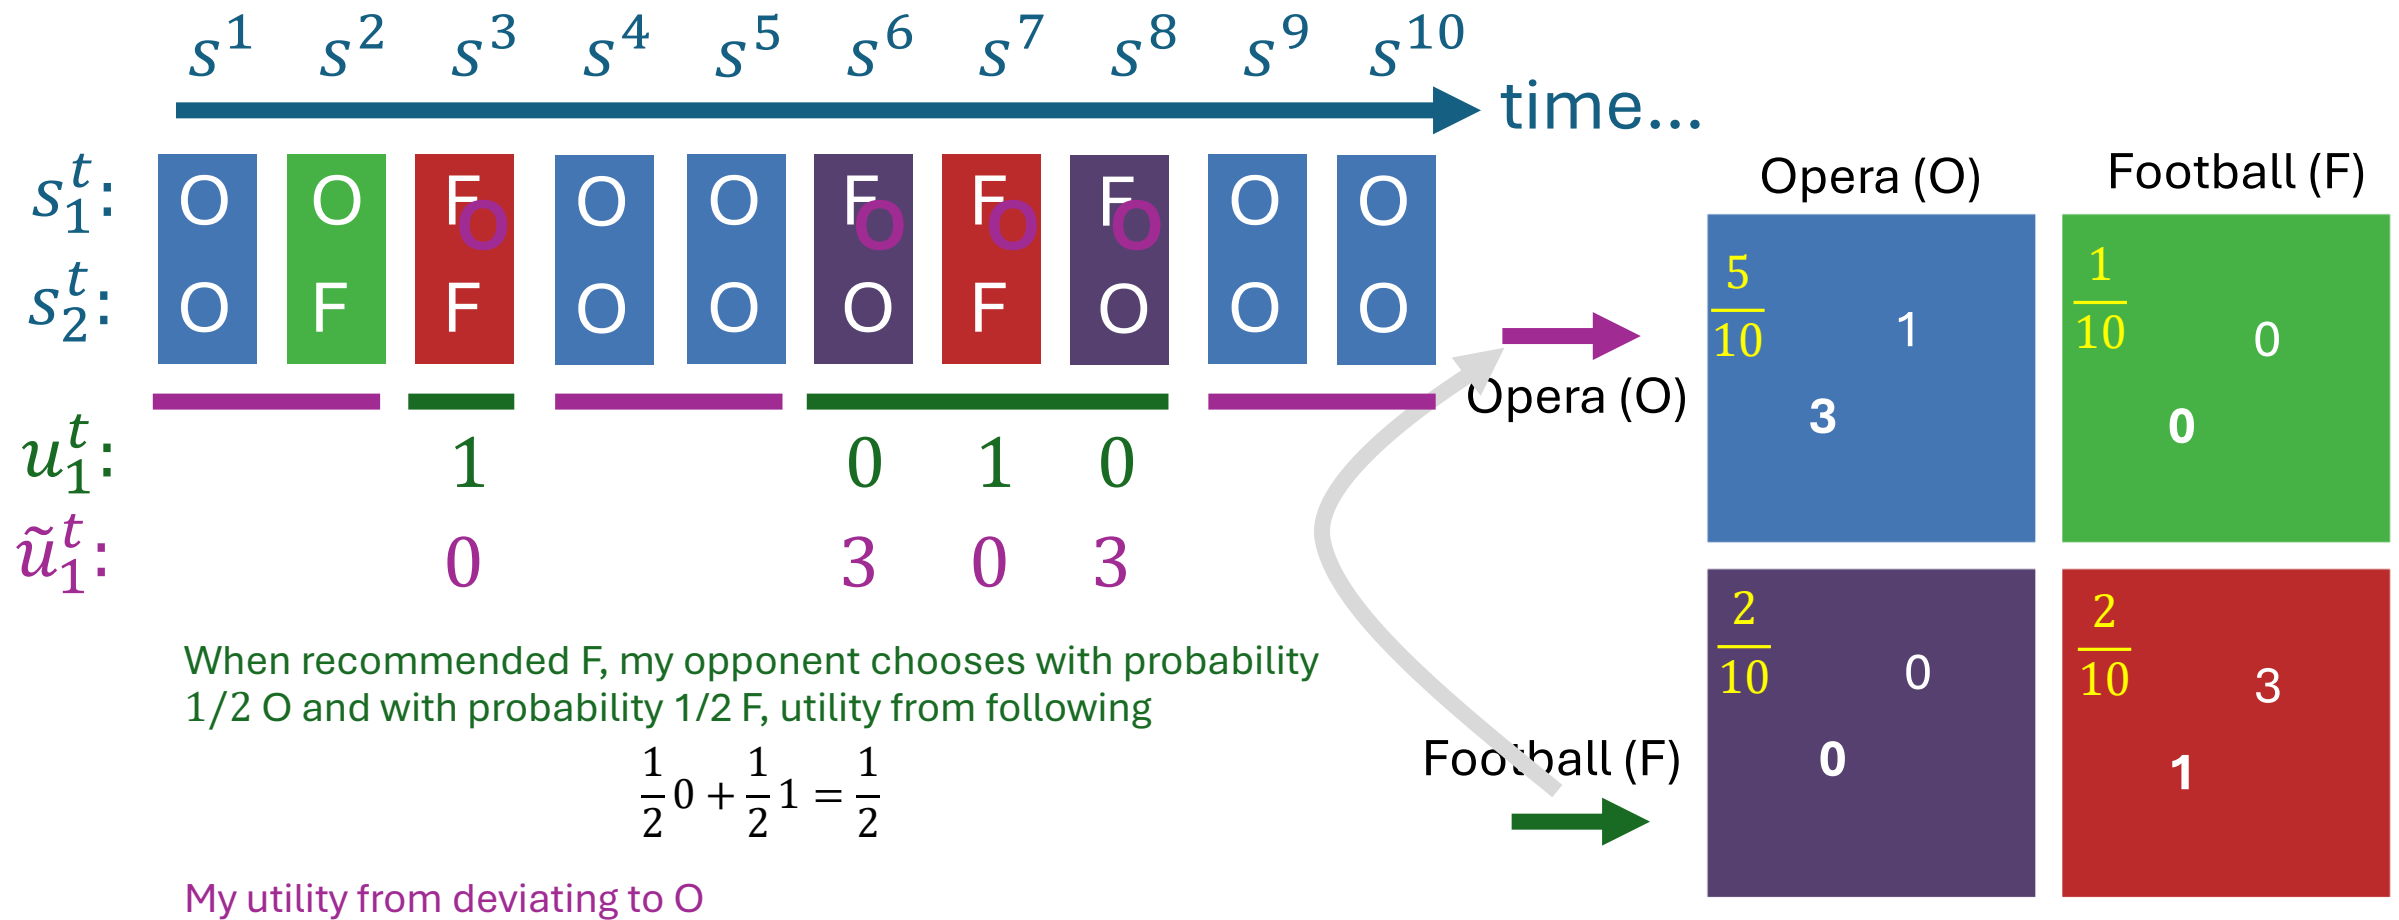 s¹ s² s³ s⁴ s⁵ s⁶ s⁷ s⁸ s⁹ s¹⁰
time...
s₁ᵗ: O O F O O F F F O O
O O O O
s₂ᵗ: O F F O O O F O O O
u₁ᵗ: 1 0 1 0
ũ₁ᵗ: 0 3 0 3
When recommended F, my opponent chooses with probability
1/2 O and with probability 1/2 F, utility from following
1/2 0 + 1/2 1 = 1/2
My utility from deviating to O
Opera (O) Football (F)
Opera (O)
5/10 1 3
1/10 0 0
Football (F)
2/10 0 0
2/10 3 1